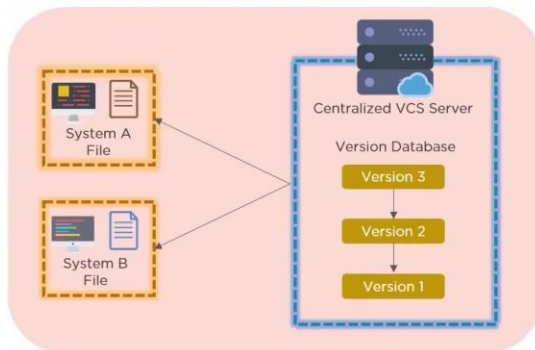 System A
File
System B
File
Centralized VCS Server
Version Database
Version 3
Version 2
Version 1